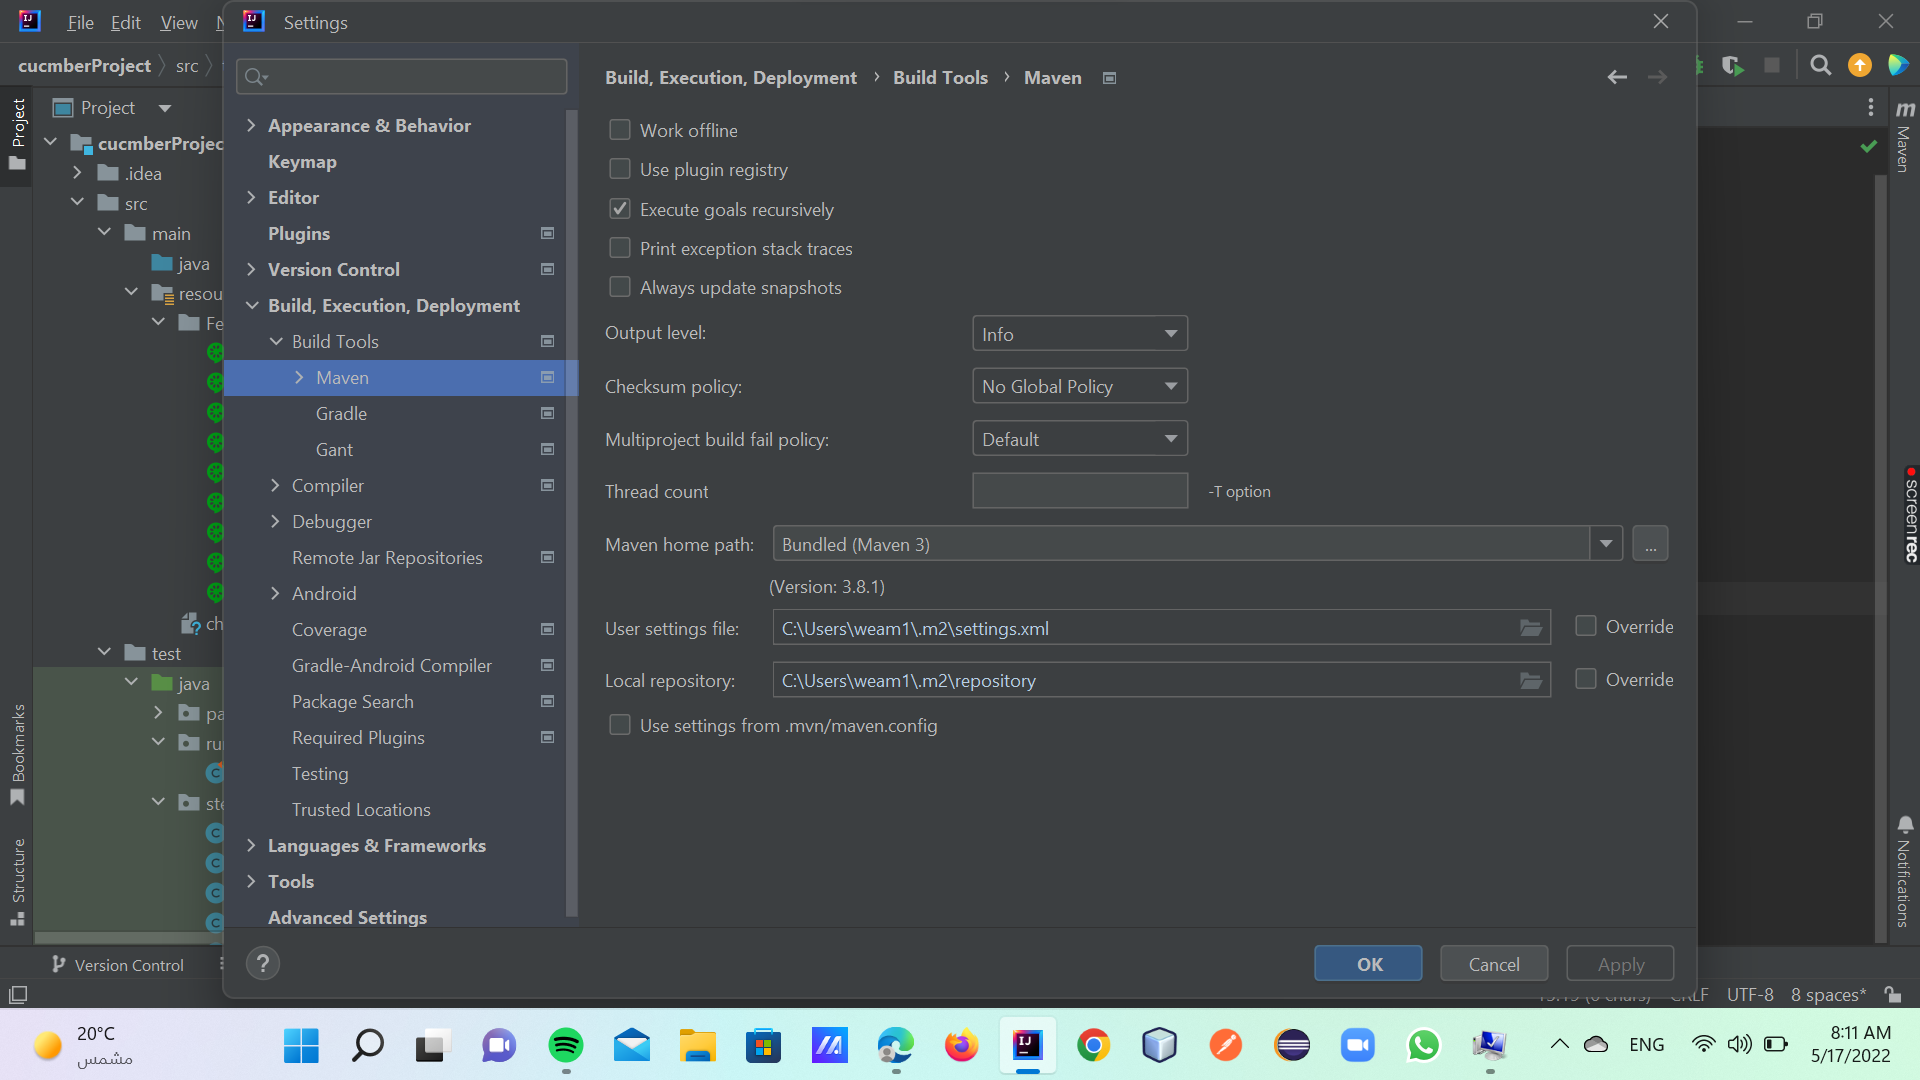 File Edit View
Settings
cucmberProject src
Build, Execution, Deployment › Build Tools › Maven
Project
Project
cucmberProjec
.idea
src
main
java
resou
Fe
ch
test
java
pa
ru
ste
Bookmarks
Structure
Appearance & Behavior
Keymap
Editor
Plugins
Version Control
Build, Execution, Deployment
Build Tools
Maven
Gradle
Gant
Compiler
Debugger
Remote Jar Repositories
Android
Coverage
Gradle-Android Compiler
Package Search
Required Plugins
Testing
Trusted Locations
Languages & Frameworks
Tools
Advanced Settings
Work offline
Use plugin registry
Execute goals recursively
Print exception stack traces
Always update snapshots
Output level: Info
Checksum policy: No Global Policy
Multiproject build fail policy: Default
Thread count -T option
Maven home path: Bundled (Maven 3) ...
(Version: 3.8.1)
User settings file: C:\Users\weam1\.m2\settings.xml Override
Local repository: C:\Users\weam1\.m2\repository Override
Use settings from .mvn/maven.config
? OK Cancel Apply
m Maven
screenrec
Notifications
Version Control
UTF-8 8 spaces*
20°C
مشمس
ENG
8:11 AM
5/17/2022